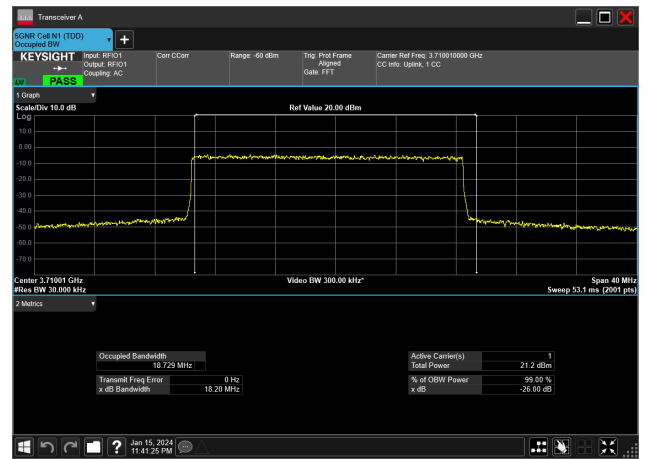 Transceiver A
5GNR Cell N1 (TDD)
Occupied BW
+
KEYSIGHT
LXI
PASS
Input: RFIO1
Output: RFIO1
Coupling: AC
Corr CCorr
Range: -60 dBm
Trig: Prot Frame
Aligned
Gate: FFT
Carrier Ref Freq: 3.710010000 GHz
CC Info: Uplink, 1 CC
1 Graph
Scale/Div 10.0 dB
Ref Value 20.00 dBm
Log
10.0
0.00
-10.0
-20.0
-30.0
-40.0
-50.0
-60.0
-70.0
Center 3.71001 GHz
Video BW 300.00 kHz*
Span 40 MHz
#Res BW 30.000 kHz
Sweep 53.1 ms (2001 pts)
2 Metrics
Occupied Bandwidth
18.729 MHz
Transmit Freq Error 0 Hz
x dB Bandwidth 18.20 MHz
Active Carrier(s) 1
Total Power 21.2 dBm
% of OBW Power 99.00 %
x dB -26.00 dB
?
Jan 15, 2024
11:41:25 PM